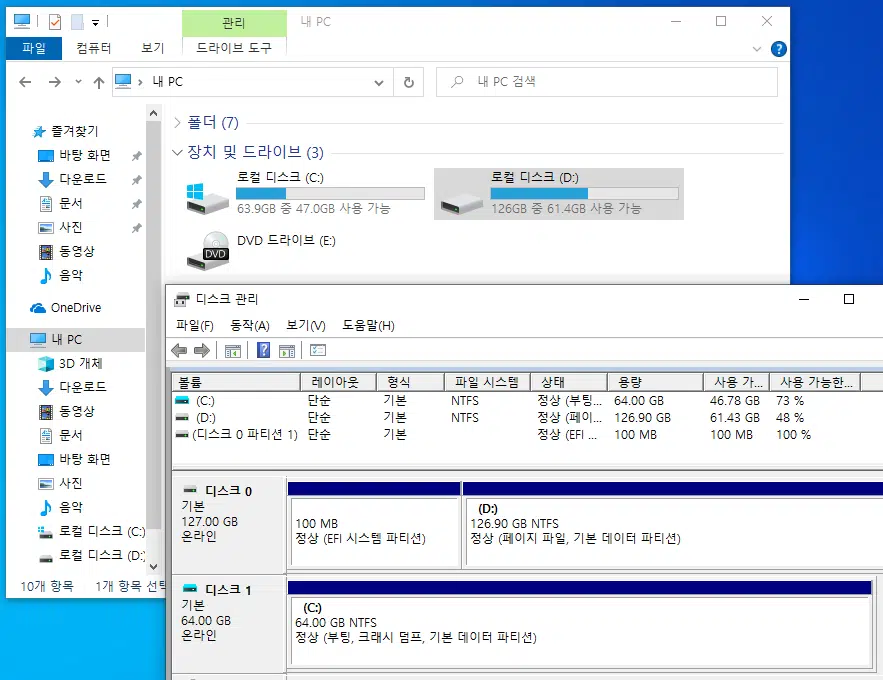 관리
내 PC
파일
컴퓨터
보기
드라이브 도구
내 PC
내 PC 검색
즐겨찾기
바탕 화면
다운로드
문서
사진
동영상
음악
OneDrive
내 PC
3D 개체
다운로드
동영상
문서
바탕 화면
사진
음악
로컬 디스크 (C:)
로컬 디스크 (D:)
10개 항목 1개 항목 선택
폴더 (7)
장치 및 드라이브 (3)
로컬 디스크 (C:)
63.9GB 중 47.0GB 사용 가능
로컬 디스크 (D:)
126GB 중 61.4GB 사용 가능
DVD
DVD 드라이브 (E:)
디스크 관리
파일(F) 동작(A) 보기(V) 도움말(H)
볼륨 레이아웃 형식 파일 시스템 상태 용량 사용 가... 사용 가능한...
(C:) 단순 기본 NTFS 정상 (부팅... 64.00 GB 46.78 GB 73 %
(D:) 단순 기본 NTFS 정상 (페이... 126.90 GB 61.43 GB 48 %
(디스크 0 파티션 1) 단순 기본 정상 (EFI ... 100 MB 100 MB 100 %
디스크 0
기본
127.00 GB
온라인
100 MB
정상 (EFI 시스템 파티션)
(D:)
126.90 GB NTFS
정상 (페이지 파일, 기본 데이터 파티션)
디스크 1
기본
64.00 GB
온라인
(C:)
64.00 GB NTFS
정상 (부팅, 크래시 덤프, 기본 데이터 파티션)